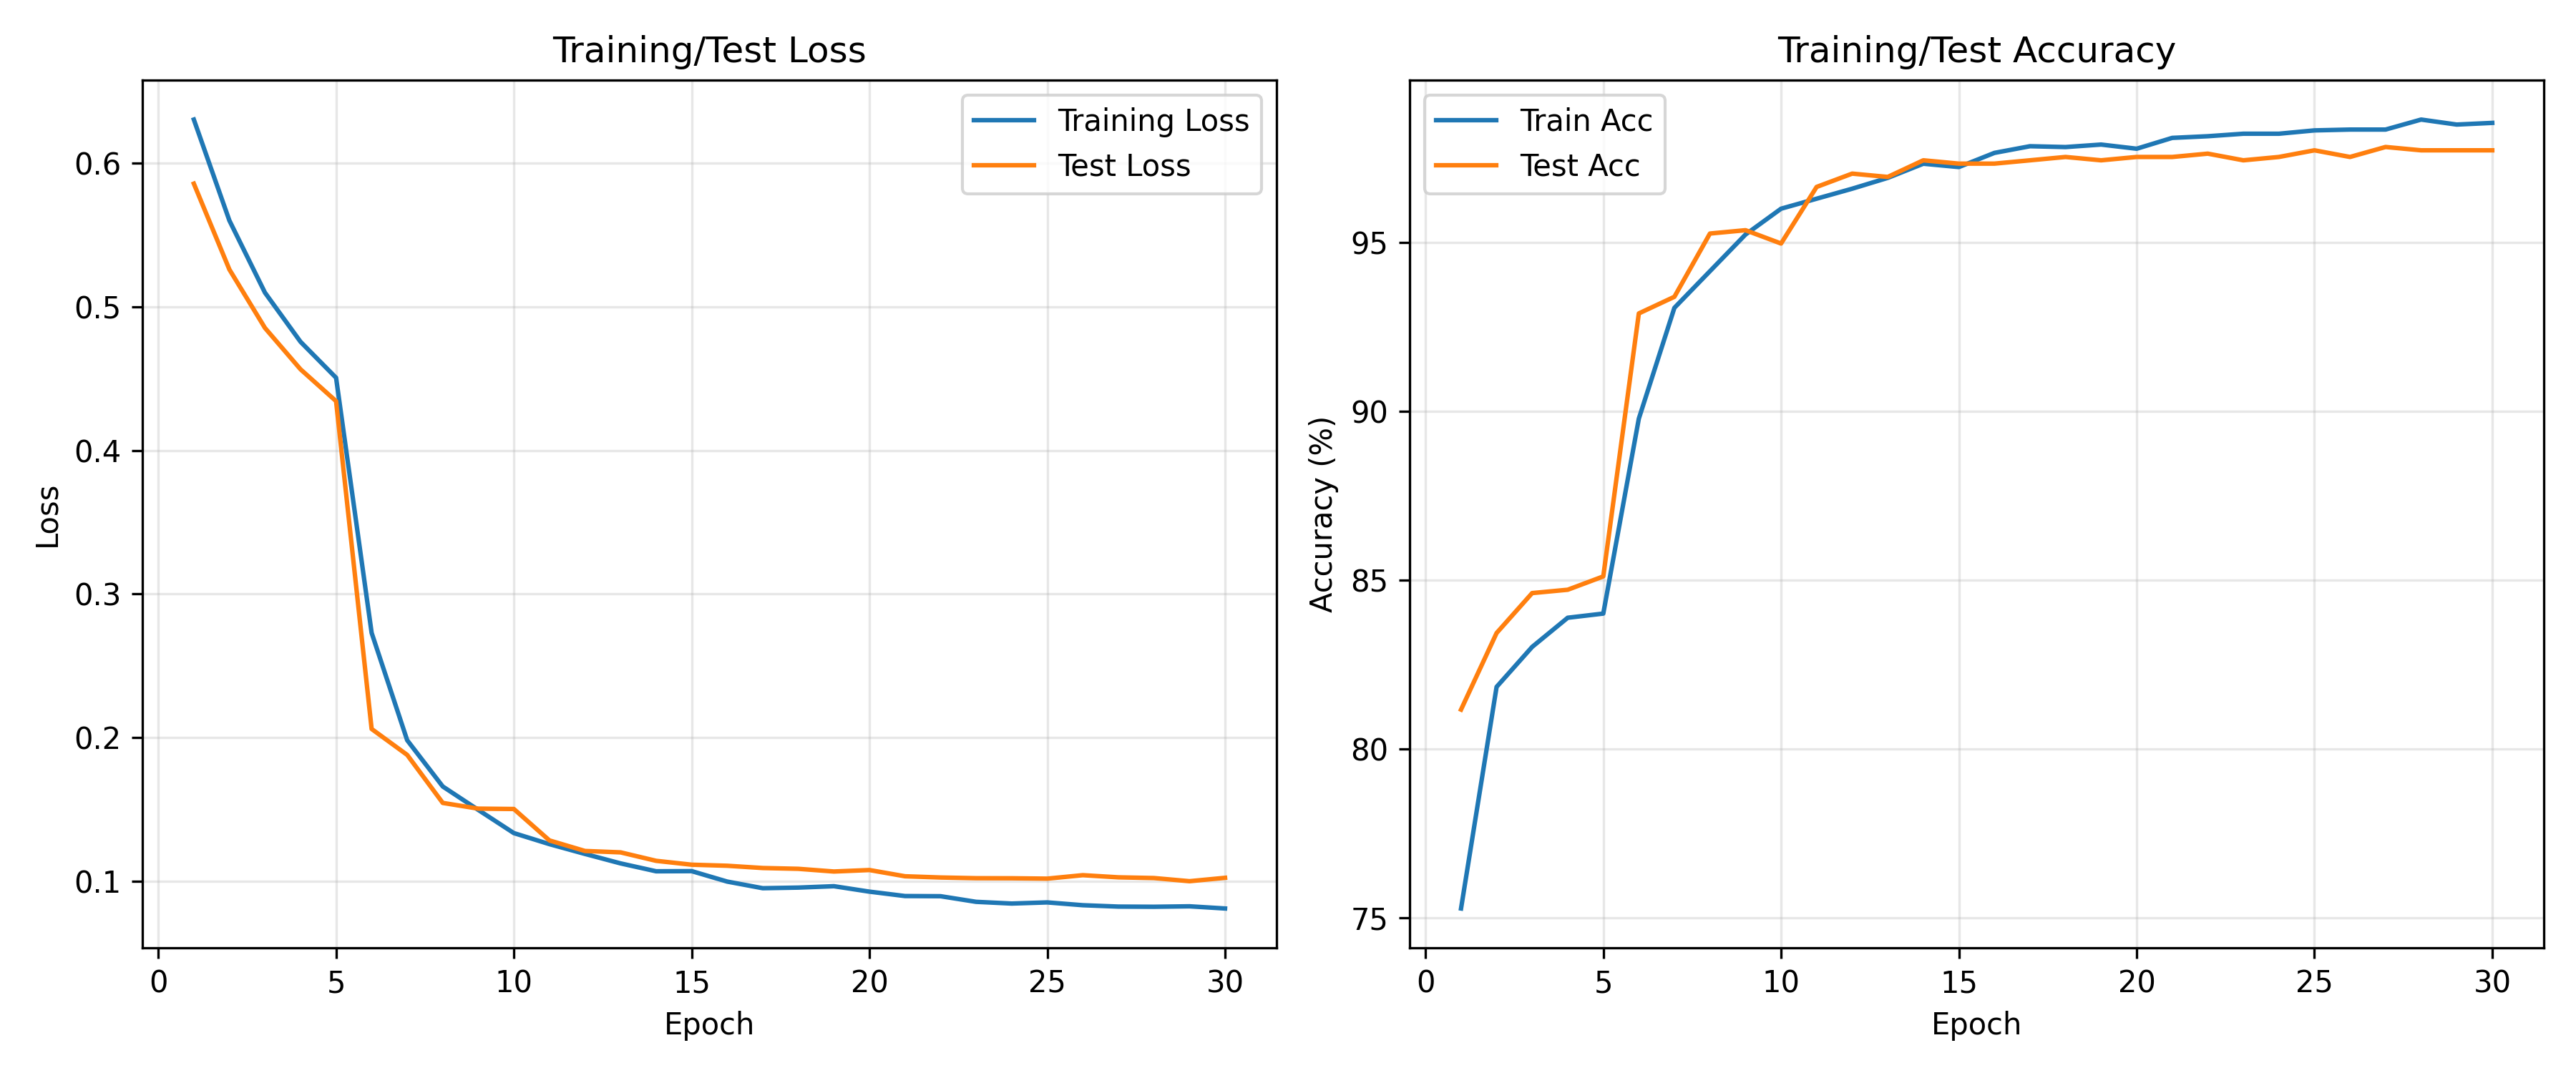 Training/Test Loss
Training Loss
Test Loss
0.6
0.5
0.4
0.3
0.2
0.1
Loss
0 5 10 15 20 25 30
Epoch
Training/Test Accuracy
Train Acc
Test Acc
95
90
85
80
75
Accuracy (%)
0 5 10 15 20 25 30
Epoch